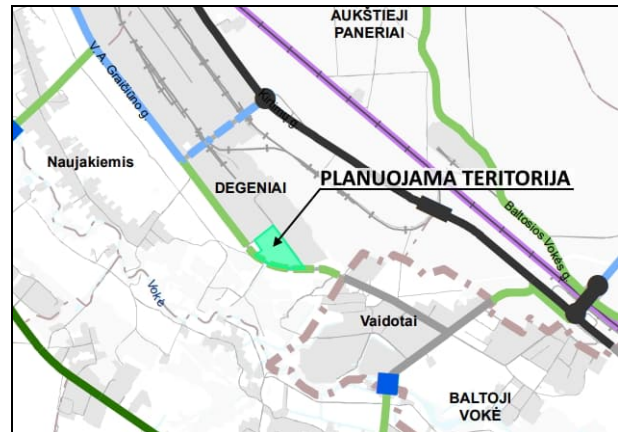 AUKŠTIEJI
PANERIAI
V. A. Graičiūno g.
Kirtimų g.
Naujakiemis
DEGENIAI
PLANUOJAMA TERITORIJA
Baltosios Vokės g.
Vokė
Vaidotai
BALTOJI
VOKĖ